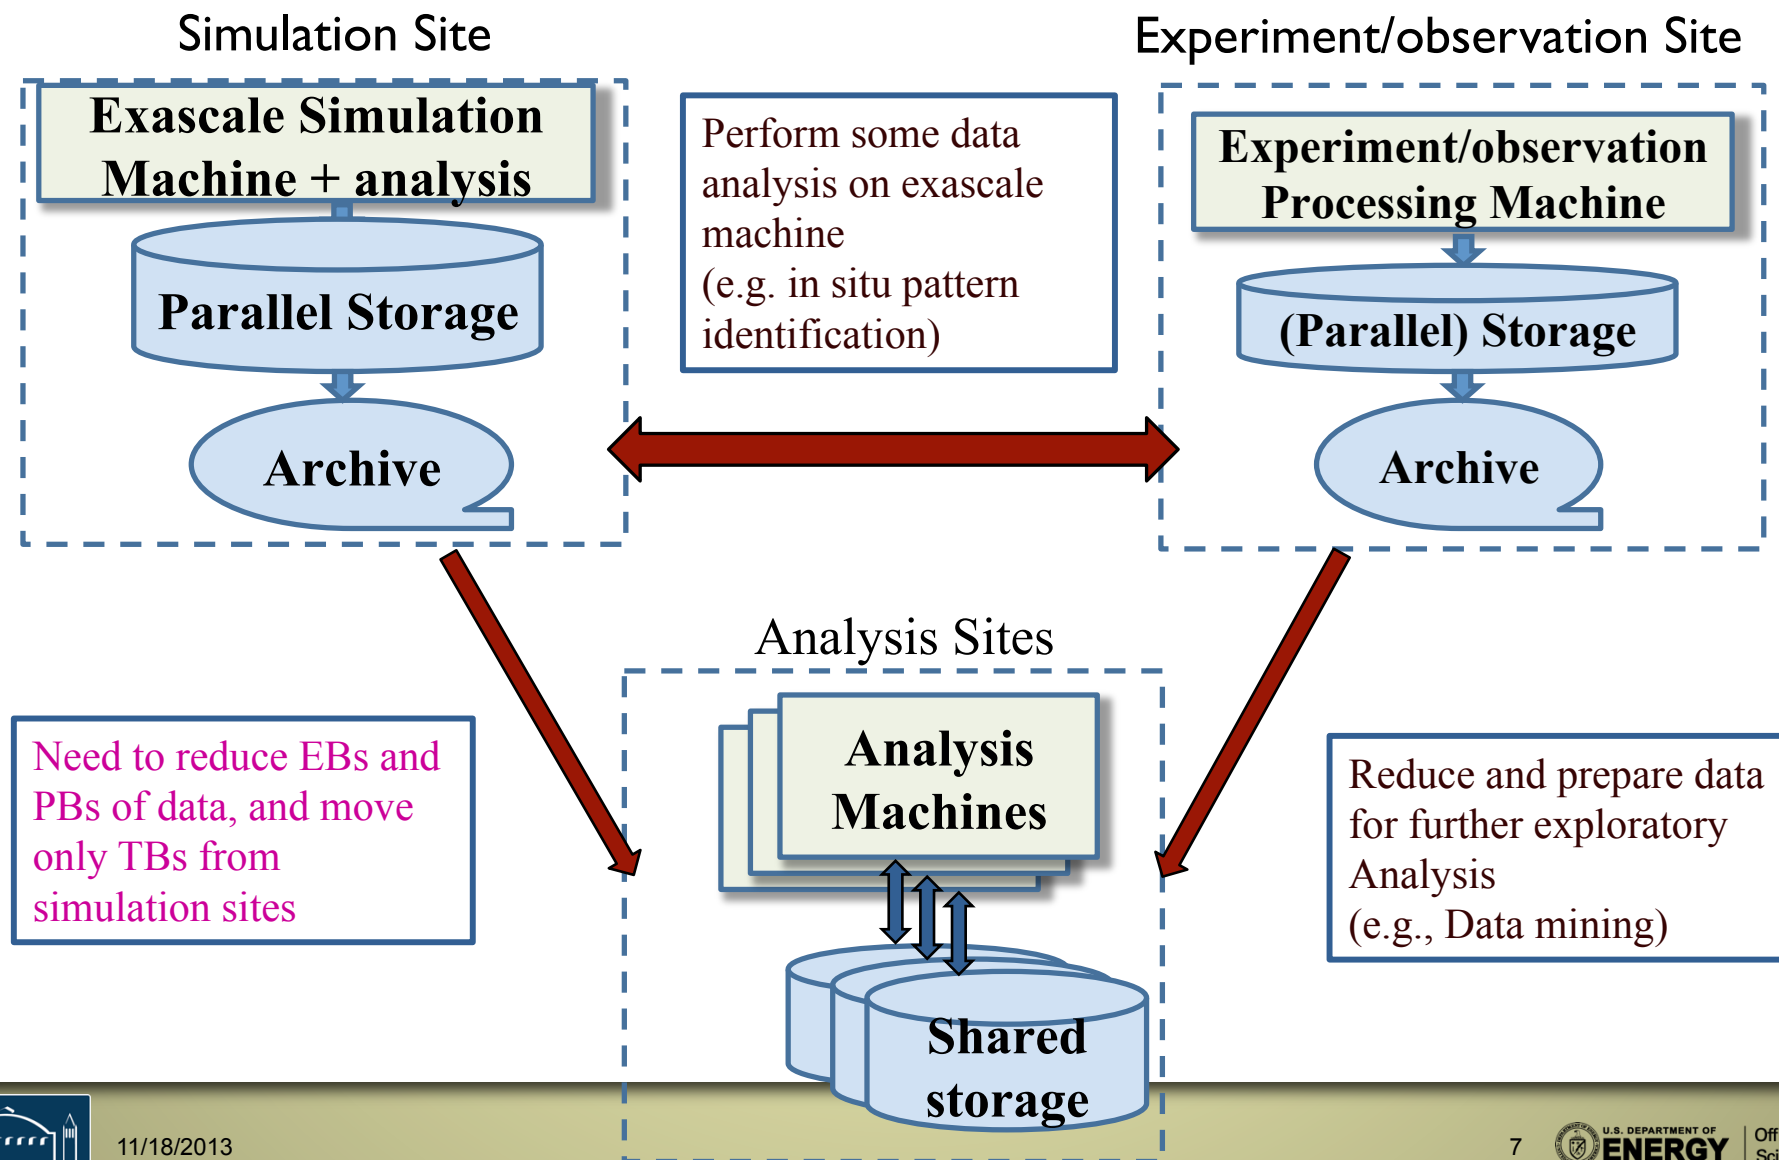 Simulation Site
Experiment/observation Site
Exascale Simulation
Machine + analysis
Parallel Storage
Archive
Perform some data
analysis on exascale
machine
(e.g. in situ pattern
identification)
Experiment/observation
Processing Machine
(Parallel) Storage
Archive
Analysis Sites
Need to reduce EBs and
PBs of data, and move
only TBs from
simulation sites
Analysis
Machines
Shared
storage
Reduce and prepare data
for further exploratory
Analysis
(e.g., Data mining)
11/18/2013
7
U.S. DEPARTMENT OF
ENERGY